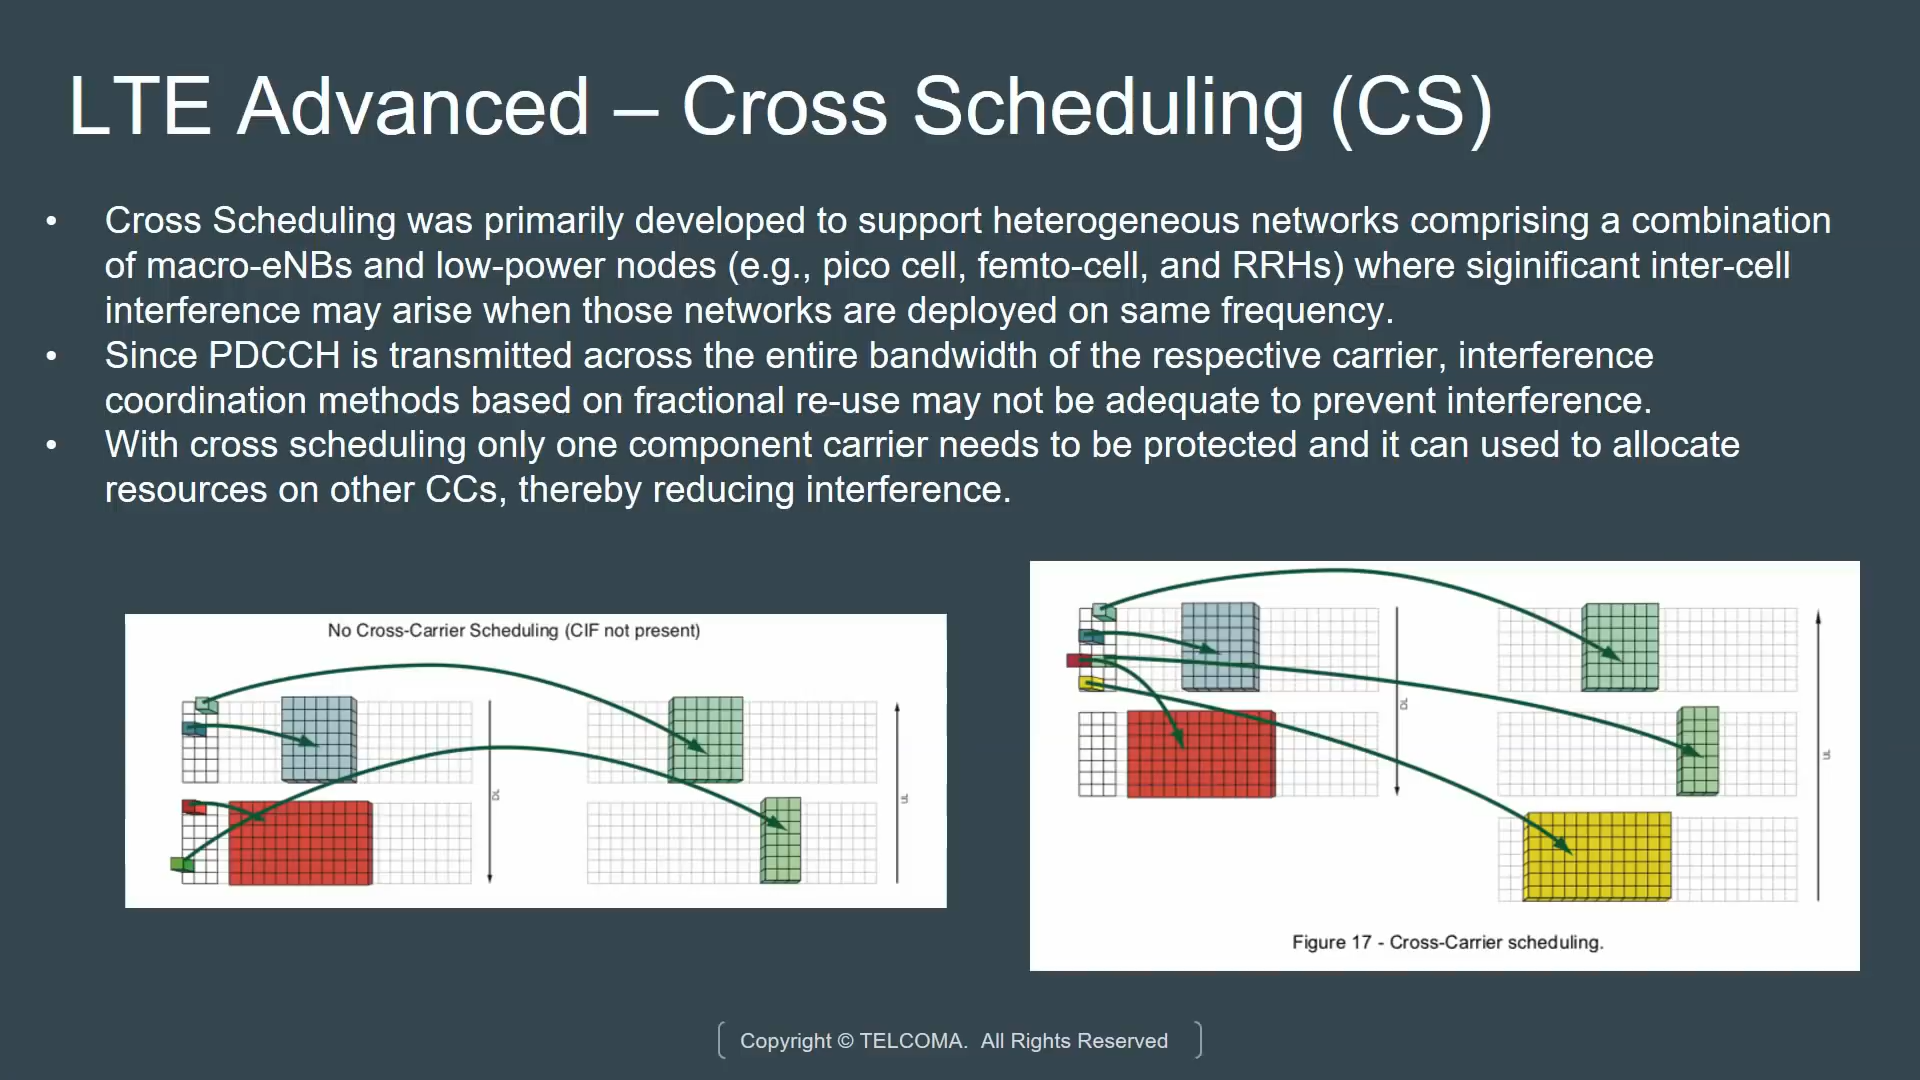 LTE Advanced – Cross Scheduling (CS)
• Cross Scheduling was primarily developed to support heterogeneous networks comprising a combination
of macro-eNBs and low-power nodes (e.g., pico cell, femto-cell, and RRHs) where siginificant inter-cell
interference may arise when those networks are deployed on same frequency.
• Since PDCCH is transmitted across the entire bandwidth of the respective carrier, interference
coordination methods based on fractional re-use may not be adequate to prevent interference.
• With cross scheduling only one component carrier needs to be protected and it can used to allocate
resources on other CCs, thereby reducing interference.
No Cross-Carrier Scheduling (CIF not present)
DL
UL
DL
UL
Figure 17 - Cross-Carrier scheduling.
Copyright © TELCOMA. All Rights Reserved